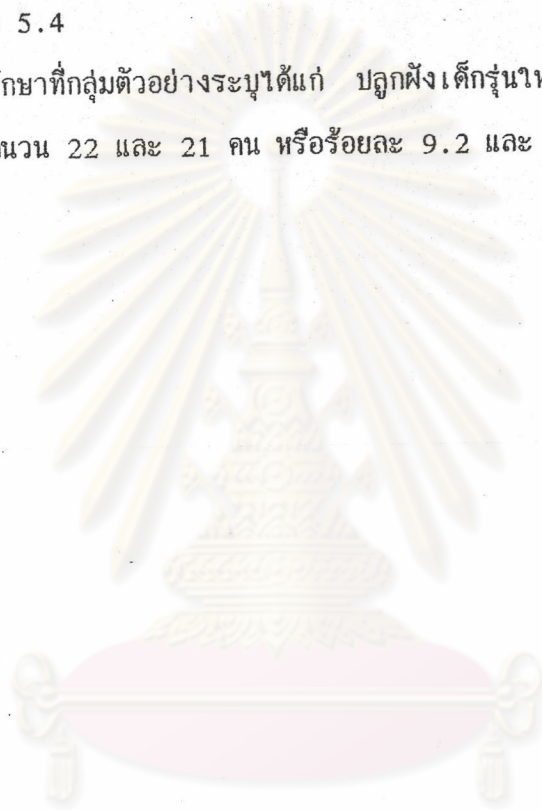 5.4
กษาที่กลุ่มตัวอย่างระบุได้แก่ ปลูกฝังเด็กรุ่นให
นวน 22 และ 21 คน หรือร้อยละ 9.2 และ